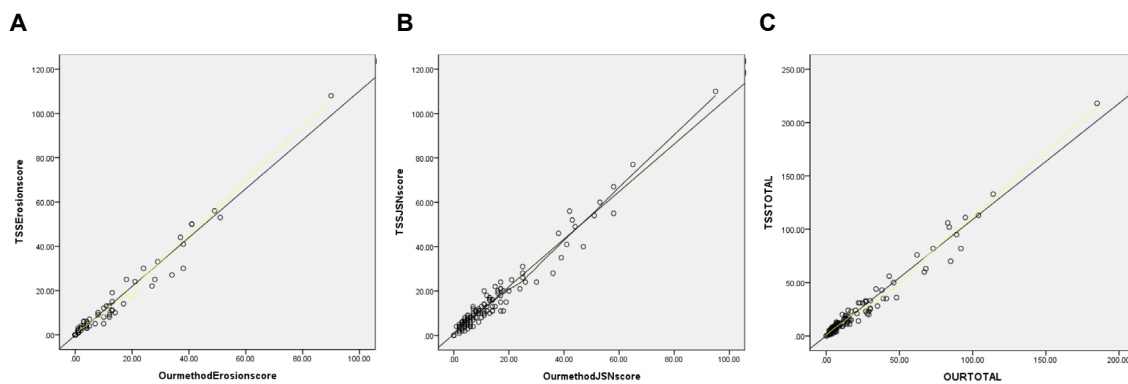 A
B
C
120.00
100.00
80.00
60.00
40.00
20.00
.00
TSSErosionscore
.00 20.00 40.00 60.00 80.00 100.00
OurmethodErosionscore
120.00
100.00
80.00
60.00
40.00
20.00
.00
TSSJSNscore
.00 20.00 40.00 60.00 80.00 100.00
OurmethodJSNscore
250.00
200.00
150.00
100.00
50.00
.00
TSSTOTAL
.00 50.00 100.00 150.00 200.00
OURTOTAL